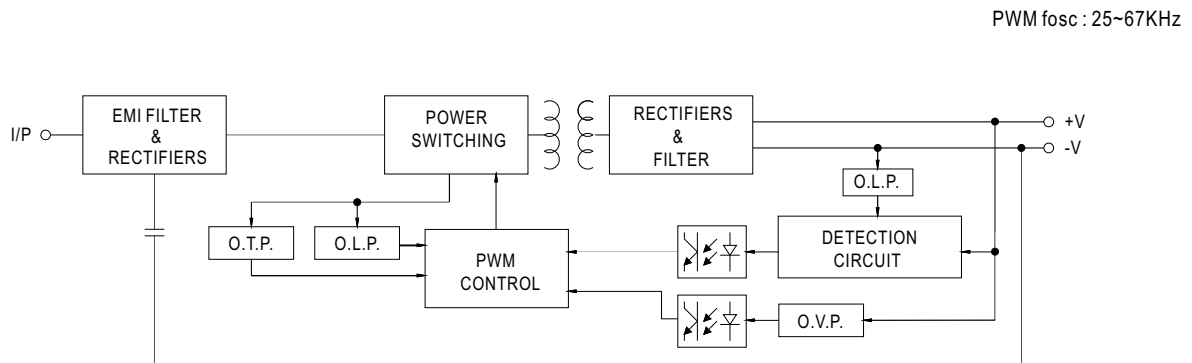 PWM fosc : 25~67KHz
I/P
EMI FILTER
&
RECTIFIERS
POWER
SWITCHING
RECTIFIERS
&
FILTER
+V
-V
O.L.P.
O.T.P.
O.L.P.
PWM
CONTROL
DETECTION
CIRCUIT
O.V.P.